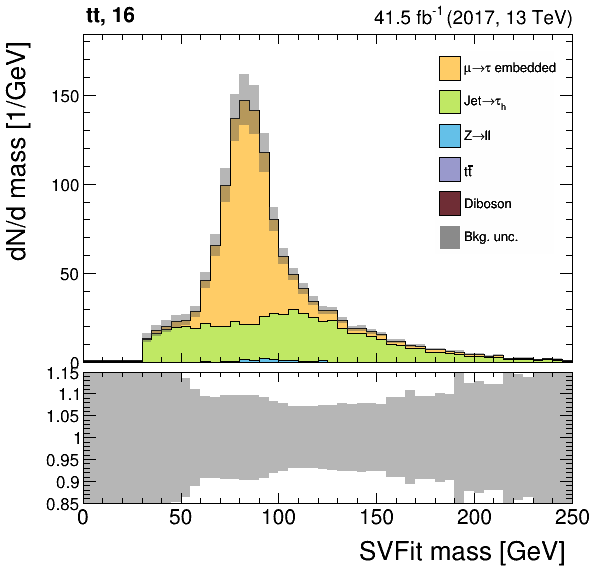 tt, 16
41.5 fb⁻¹ (2017, 13 TeV)
dN/d mass [1/GeV]
150
100
50
0
μ→τ embedded
Jet→τₕ
Z→ll
tt̄
Diboson
Bkg. unc.
1.15
1.1
1.05
1
0.95
0.9
0.85
0 50 100 150 200 250
SVFit mass [GeV]